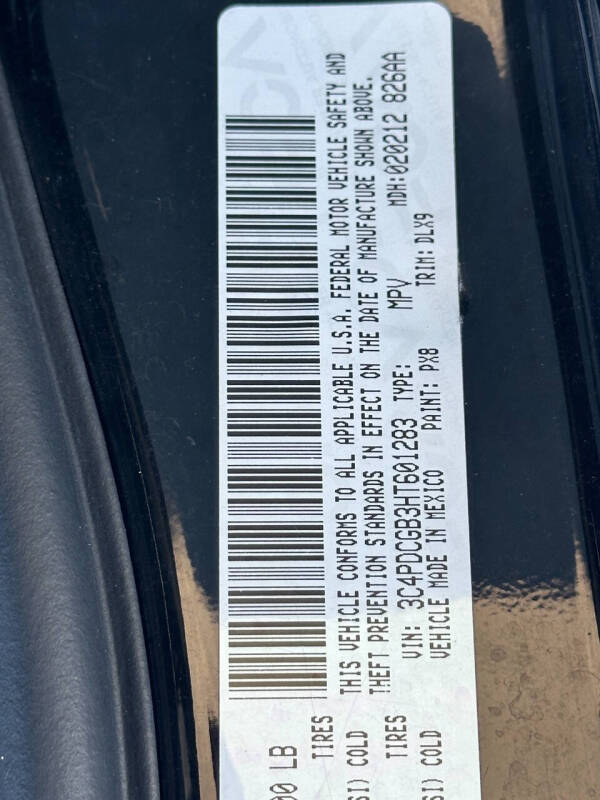 THIS VEHICLE CONFORMS TO ALL APPLICABLE U.S.A. FEDERAL MOTOR VEHICLE SAFETY AND
THEFT PREVENTION STANDARDS IN EFFECT ON THE DATE OF MANUFACTURE SHOWN ABOVE.
VIN: 3C4PDCGB3HT601283 TYPE: MPV MDH:020212 826AA
VEHICLE MADE IN MEXICO PAINT: PX8 TRIM: DLX9
00 LB
TIRES
SI) COLD
TIRES
SI) COLD